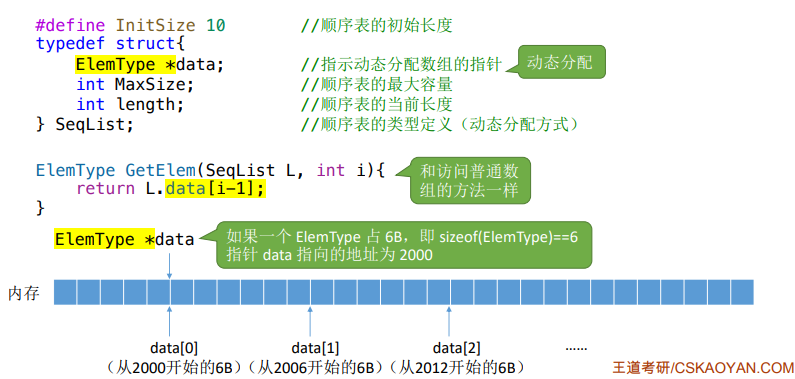 #define InitSize 10 //顺序表的初始长度
typedef struct{
ElemType *data; //指示动态分配数组的指针
动态分配
int MaxSize; //顺序表的最大容量
int length; //顺序表的当前长度
} SeqList; //顺序表的类型定义（动态分配方式）
ElemType GetElem(SeqList L, int i){
return L.data[i-1];
}
和访问普通数
组的方法一样
ElemType *data
如果一个 ElemType 占 6B，即 sizeof(ElemType)==6
指针 data 指向的地址为 2000
内存
data[0] data[1] data[2] ……
（从2000开始的6B）（从2006开始的6B）（从2012开始的6B）
王道考研/CSKAOYAN.COM